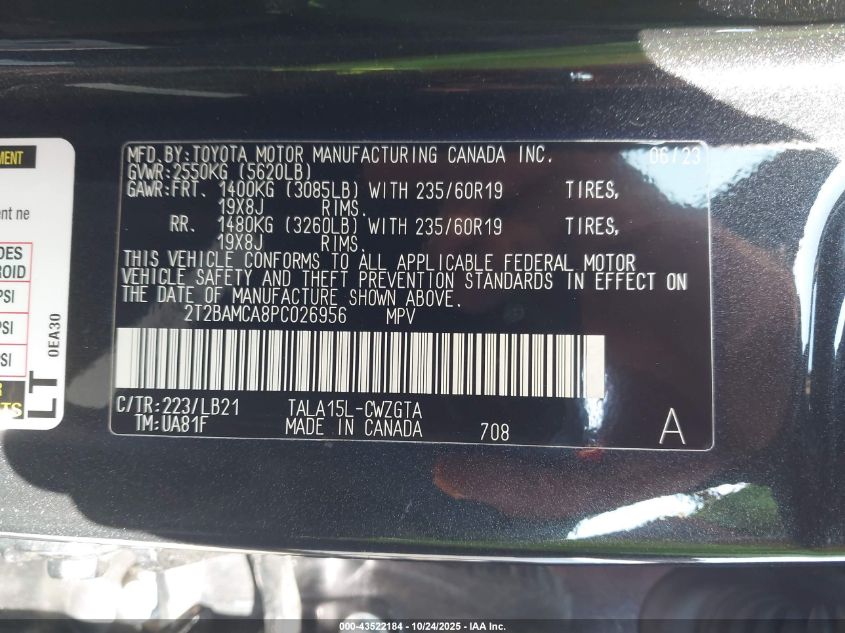 MFD.BY:TOYOTA MOTOR MANUFACTURING CANADA INC. 06/23
GVWR:2550KG (5620LB)
GAWR:FRT. 1400KG (3085LB) WITH 235/60R19 TIRES,
19X8J RIMS.
RR. 1480KG (3260LB) WITH 235/60R19 TIRES,
19X8J RIMS.
THIS VEHICLE CONFORMS TO ALL APPLICABLE FEDERAL MOTOR
VEHICLE SAFETY AND THEFT PREVENTION STANDARDS IN EFFECT ON
THE DATE OF MANUFACTURE SHOWN ABOVE.
2T2BAMCA8PC026956 MPV
C/TR:223/LB21 TALA15L-CWZGTA
TM:UA81F MADE IN CANADA 708 A
0EA30
LT
PSI
PSI
PSI
000-43522184 - 10/24/2025 - IAA Inc.